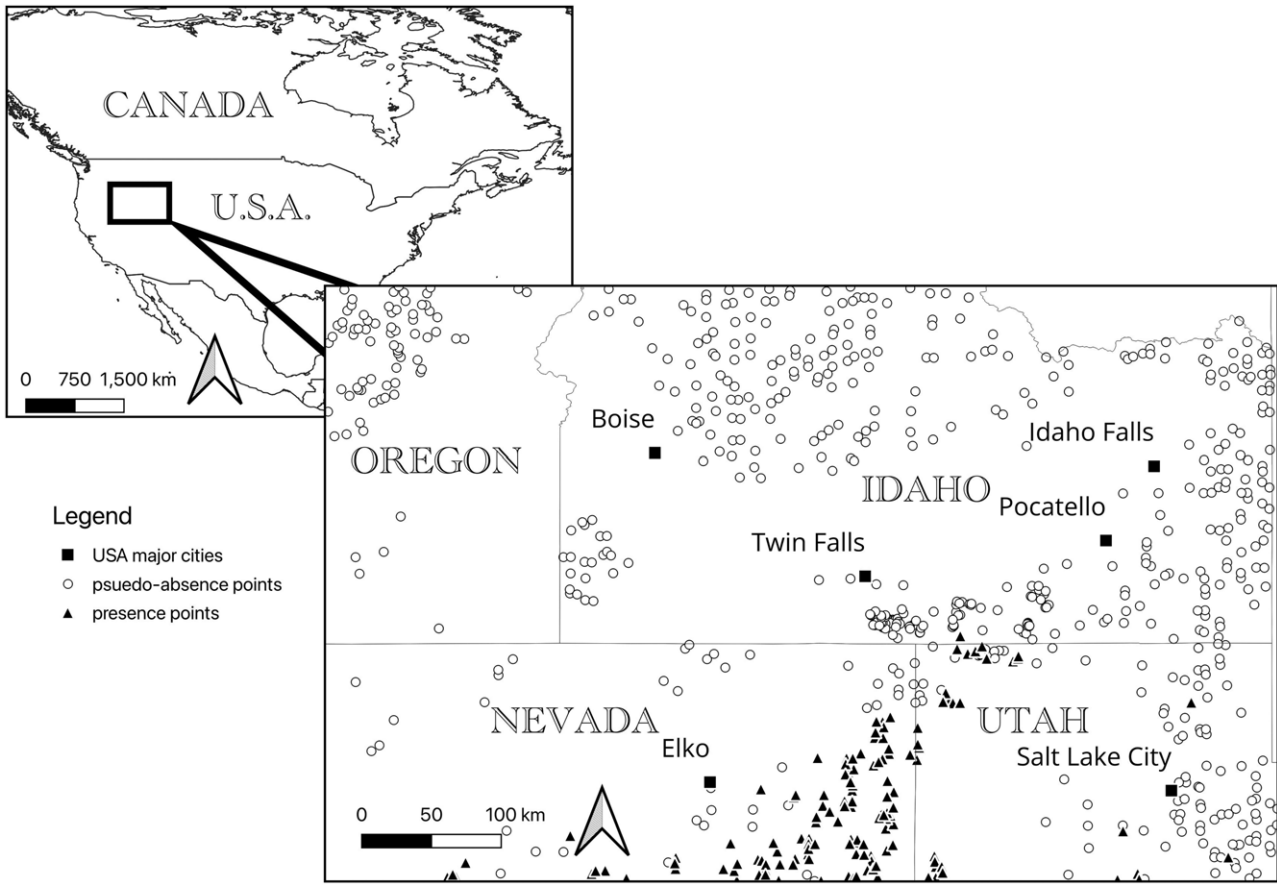 CANADA
U.S.A.
0 750 1,500 km
Boise
Idaho Falls
OREGON
IDAHO
Pocatello
Legend
USA major cities
Twin Falls
psuedo-absence points
presence points
NEVADA
UTAH
Elko
Salt Lake City
0 50 100 km